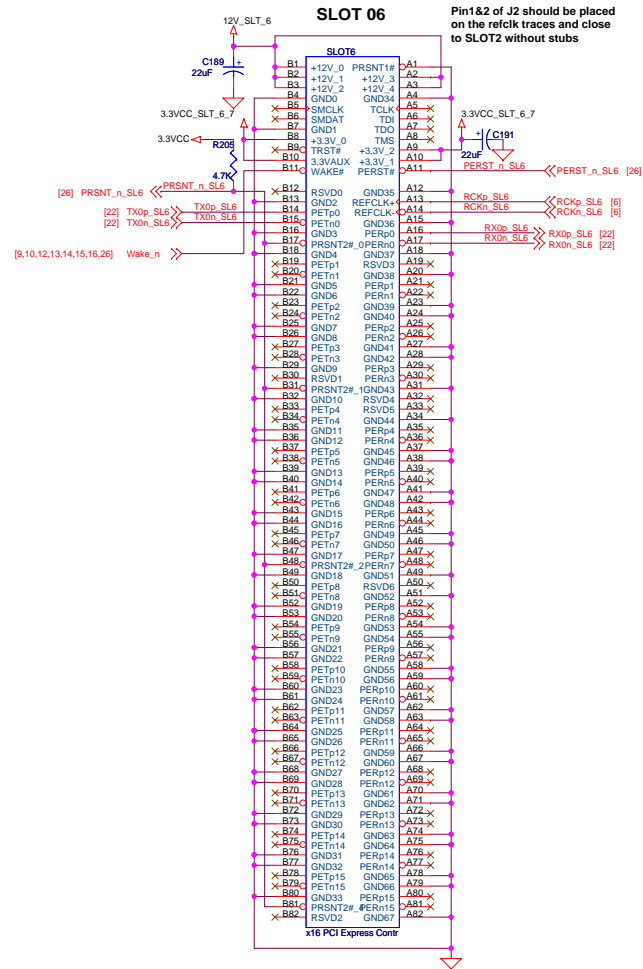 SLOT 06
Pin1&2 of J2 should be placed
on the refclk traces and close
to SLOT2 without stubs
12V_SLT_6
SLOT6
C189
22uF
3.3VCC_SLT_6_7
3.3VCC
R205
4.7K
3.3VCC_SLT_6_7
C191
22uF
[26] PRSNT_n_SL6 PRSNT_n_SL6
[22] TX0p_SL6 TX0p_SL6
[22] TX0n_SL6 TX0n_SL6
[9,10,12,13,14,15,16,26] Wake_n
PERST_n_SL6 PERST_n_SL6 [26]
RCKp_SL6 RCKp_SL6 [6]
RCKn_SL6 RCKn_SL6 [6]
RX0p_SL6 RX0p_SL6 [22]
RX0n_SL6 RX0n_SL6 [22]
B1 +12V_0 PRSNT1# A1
B2 +12V_1 +12V_3 A2
B3 +12V_2 +12V_4 A3
B4 GND0 GND34 A4
B5 SMCLK TCLK A5
B6 SMDAT TDI A6
B7 GND1 TDO A7
B8 +3.3V_0 TMS A8
B9 TRST# +3.3V_2 A9
B10 3.3VAUX +3.3V_1 A10
B11 WAKE# PERST# A11
B12 RSVD0 GND35 A12
B13 GND2 REFCLK+ A13
B14 PETp0 REFCLK- A14
B15 PETn0 GND36 A15
B16 GND3 PERp0 A16
B17 PRSNT2#_0 PERn0 A17
B18 GND4 GND37 A18
B19 PETp1 RSVD3 A19
B20 PETn1 GND38 A20
B21 GND5 PERp1 A21
B22 GND6 PERn1 A22
B23 PETp2 GND39 A23
B24 PETn2 GND40 A24
B25 GND7 PERp2 A25
B26 GND8 PERn2 A26
B27 PETp3 GND41 A27
B28 PETn3 GND42 A28
B29 GND9 PERp3 A29
B30 RSVD1 PERn3 A30
B31 PRSNT2#_1 GND43 A31
B32 GND10 RSVD4 A32
B33 PETp4 RSVD5 A33
B34 PETn4 GND44 A34
B35 GND11 PERp4 A35
B36 GND12 PERn4 A36
B37 PETp5 GND45 A37
B38 PETn5 GND46 A38
B39 GND13 PERp5 A39
B40 GND14 PERn5 A40
B41 PETp6 GND47 A41
B42 PETn6 GND48 A42
B43 GND15 PERp6 A43
B44 GND16 PERn6 A44
B45 PETp7 GND49 A45
B46 PETn7 GND50 A46
B47 GND17 PERp7 A47
B48 PRSNT2#_2 PERn7 A48
B49 GND18 GND51 A49
B50 PETp8 RSVD6 A50
B51 PETn8 GND52 A51
B52 GND19 PERp8 A52
B53 GND20 PERn8 A53
B54 PETp9 GND53 A54
B55 PETn9 GND54 A55
B56 GND21 PERp9 A56
B57 GND22 PERn9 A57
B58 PETp10 GND55 A58
B59 PETn10 GND56 A59
B60 GND23 PERp10 A60
B61 GND24 PERn10 A61
B62 PETp11 GND57 A62
B63 PETn11 GND58 A63
B64 GND25 PERp11 A64
B65 GND26 PERn11 A65
B66 PETp12 GND59 A66
B67 PETn12 GND60 A67
B68 GND27 PERp12 A68
B69 GND28 PERn12 A69
B70 PETp13 GND61 A70
B71 PETn13 GND62 A71
B72 GND29 PERp13 A72
B73 GND30 PERn13 A73
B74 PETp14 GND63 A74
B75 PETn14 GND64 A75
B76 GND31 PERp14 A76
B77 GND32 PERn14 A77
B78 PETp15 GND65 A78
B79 PETn15 GND66 A79
B80 GND33 PERp15 A80
B81 PRSNT2#_4 PERn15 A81
B82 RSVD2 GND67 A82
x16 PCI Express Contr